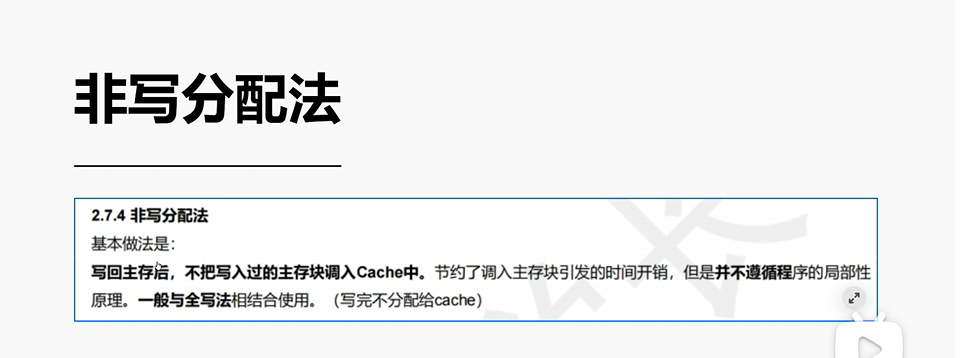 非写分配法
2.7.4 非写分配法
基本做法是：
写回主存后，不把写入过的主存块调入Cache中。节约了调入主存块引发的时间开销，但是并不遵循程序的局部性
原理。一般与全写法相结合使用。（写完不分配给cache）